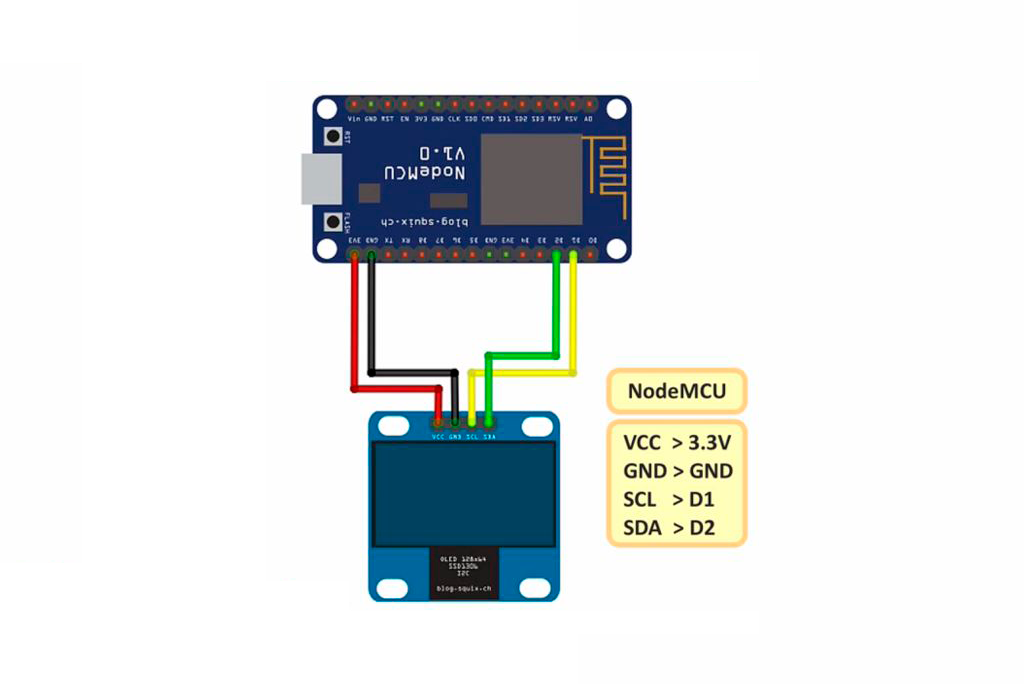 Vin GND RST EN 3V3 GND CLK SD0 CMD SD1 SD2 SD3 RSV RSV A0
RST
V1.0
NodeMCU
blog.squix.ch
FLASH
3V3 GND TX RX D8 D7 D6 D5 GND 3V3 D4 D3 D2 D1 D0
VCC GND SCL SDA
OLED 128x64
SSD1306
I2C
blog.squix.ch
NodeMCU
VCC > 3.3V
GND > GND
SCL > D1
SDA > D2